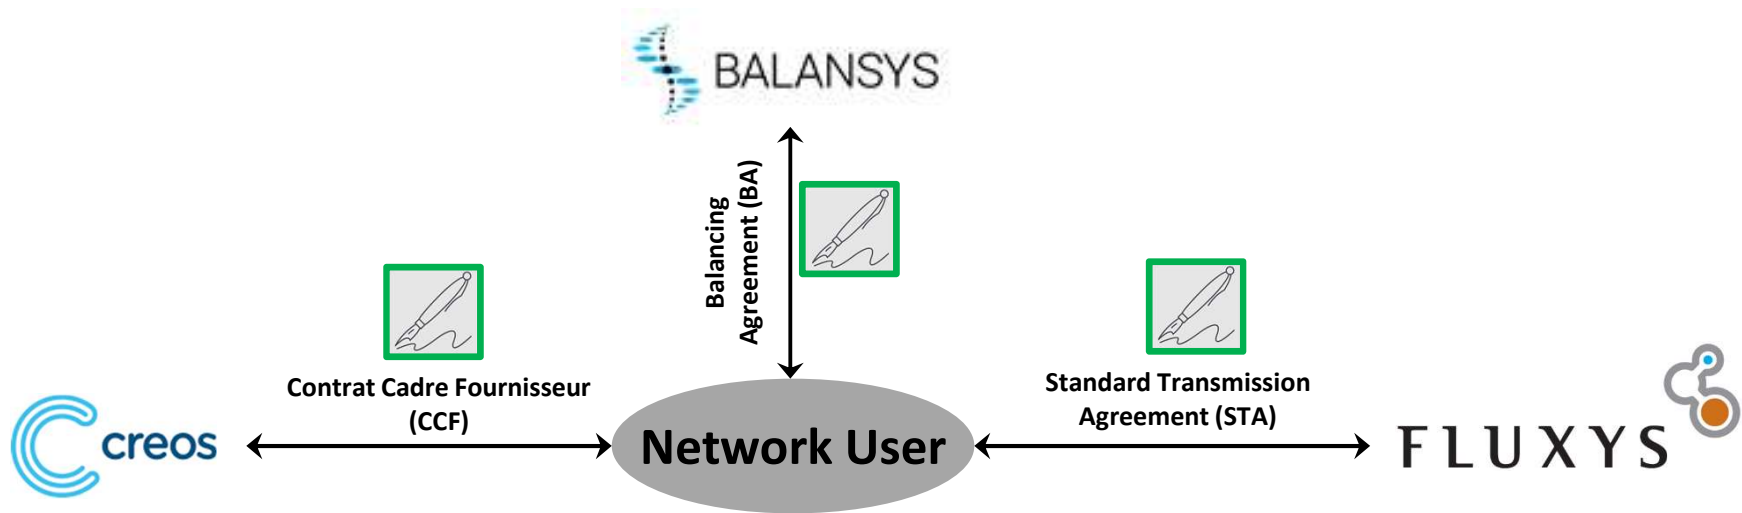 BALANSYS
Balancing
Agreement (BA)
Contrat Cadre Fournisseur
(CCF)
Standard Transmission
Agreement (STA)
creos
Network User
FLUXYS